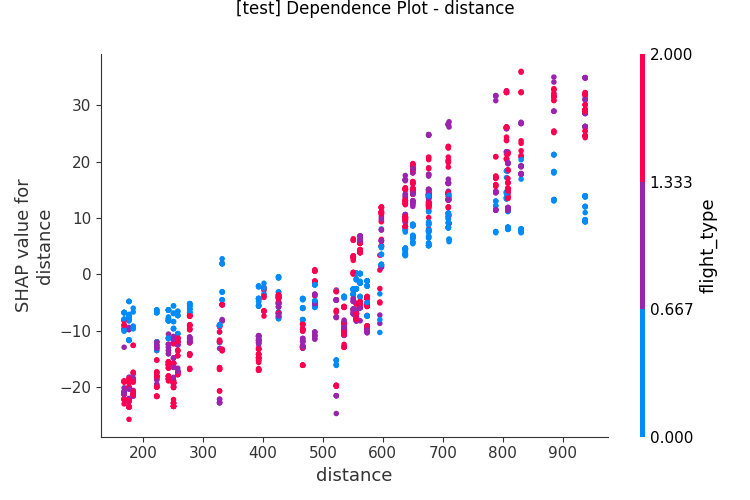 [test] Dependence Plot - distance
SHAP value for
distance
30
20
10
0
−10
−20
200 300 400 500 600 700 800 900
distance
2.000
1.333
0.667
0.000
flight_type